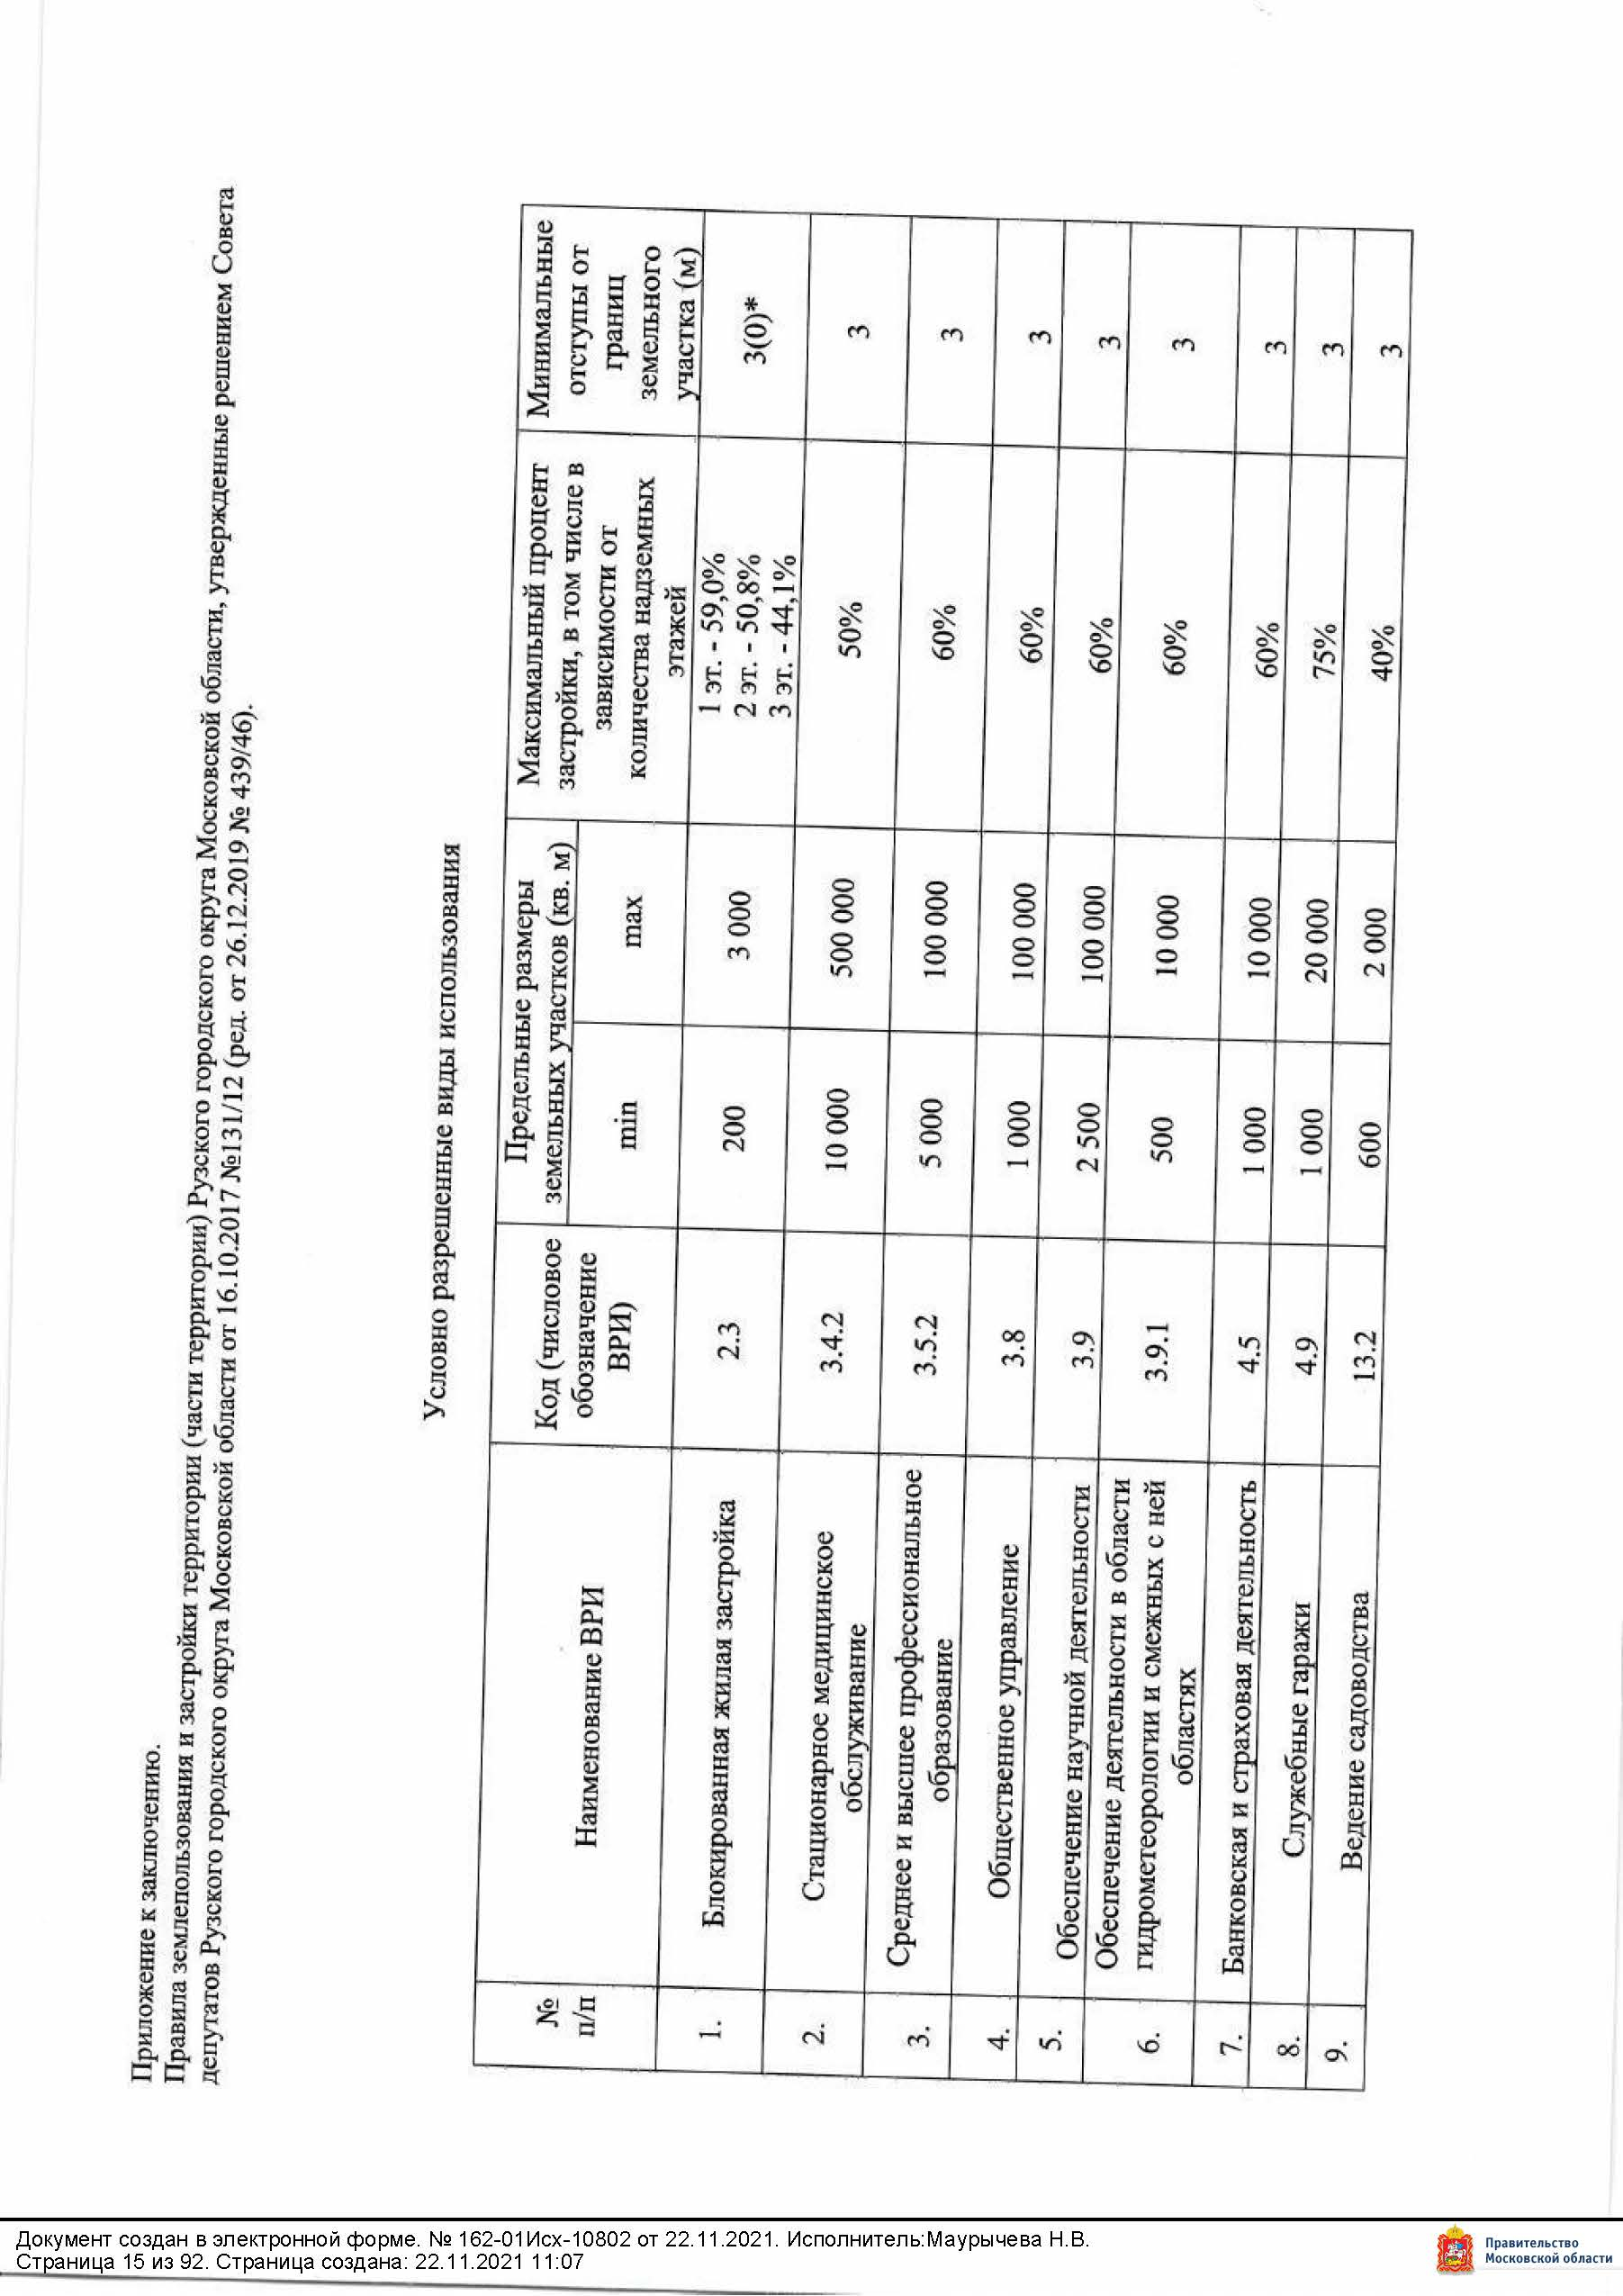 Приложение к заключению.
Правила землепользования и застройки территории (части территории) Рузского городского округа Московской области, утвержденные решением Совета
депутатов Рузского городского округа Московской области от 16.10.2017 №131/12 (ред. от 26.12.2019 № 439/46).
Условно разрешенные виды использования
№
п/п
Наименование ВРИ
Код (числовое
обозначение
ВРИ)
Предельные размеры
земельных участков (кв. м)
min
max
Максимальный процент
застройки, в том числе в
зависимости от
количества надземных
этажей
Минимальные
отступы от
границ
земельного
участка (м)
1.
Блокированная жилая застройка
2.3
200
3 000
1 эт. - 59,0%
2 эт. - 50,8%
3 эт. - 44,1%
3(0)*
2.
Стационарное медицинское
обслуживание
3.4.2
10 000
500 000
50%
3
3.
Среднее и высшее профессиональное
образование
3.5.2
5 000
100 000
60%
3
4.
Общественное управление
3.8
1 000
100 000
60%
3
5.
Обеспечение научной деятельности
3.9
2 500
100 000
60%
3
6.
Обеспечение деятельности в области
гидрометеорологии и смежных с ней
областях
3.9.1
500
10 000
60%
3
7.
Банковская и страховая деятельность
4.5
1 000
10 000
60%
3
8.
Служебные гаражи
4.9
1 000
20 000
75%
3
9.
Ведение садоводства
13.2
600
2 000
40%
3
Документ создан в электронной форме. № 162-01Исх-10802 от 22.11.2021. Исполнитель:Маурычева Н.В.
Страница 15 из 92. Страница создана: 22.11.2021 11:07
Правительство
Московской области